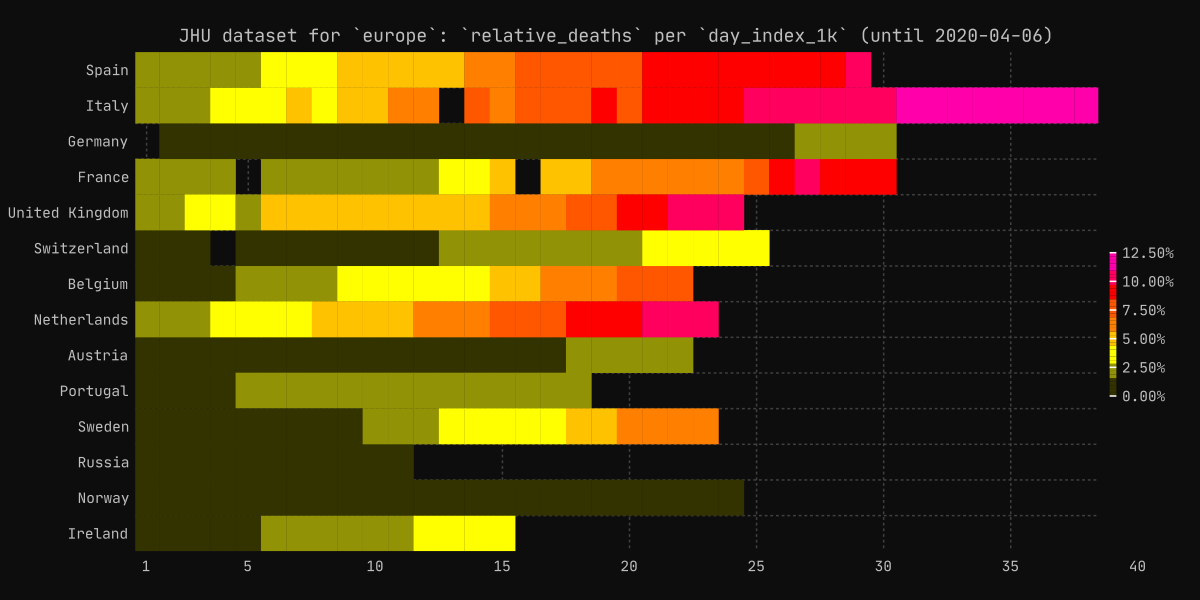 JHU dataset for `europe`: `relative_deaths` per `day_index_1k` (until 2020-04-06)
Spain
Italy
Germany
France
United Kingdom
Switzerland
Belgium
Netherlands
Austria
Portugal
Sweden
Russia
Norway
Ireland
1 5 10 15 20 25 30 35 40
12.50%
10.00%
7.50%
5.00%
2.50%
0.00%